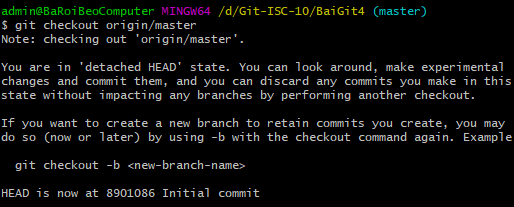 admin@BaRoiBeoComputer MINGW64 /d/Git-ISC-10/BaiGit4 (master)
$ git checkout origin/master
Note: checking out 'origin/master'.
You are in 'detached HEAD' state. You can look around, make experimental
changes and commit them, and you can discard any commits you make in this
state without impacting any branches by performing another checkout.
If you want to create a new branch to retain commits you create, you may
do so (now or later) by using -b with the checkout command again. Example
git checkout -b <new-branch-name>
HEAD is now at 8901086 Initial commit